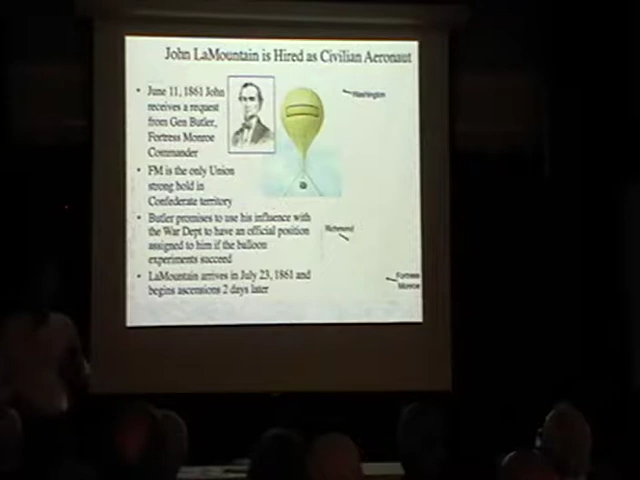 John LaMountain is Hired as Civilian Aeronaut
• June 11, 1861 John
receives a request
from Gen Butler,
Fortress Monroe
Commander
• FM is the only Union
strong hold in
Confederate territory
• Butler promises to use his influence with
the War Dept to have an official position
assigned to him if the balloon
experiments succeed
• LaMountain arrives in July 23, 1861 and
begins ascensions 2 days later
Washington
Richmond
Fortress
Monroe